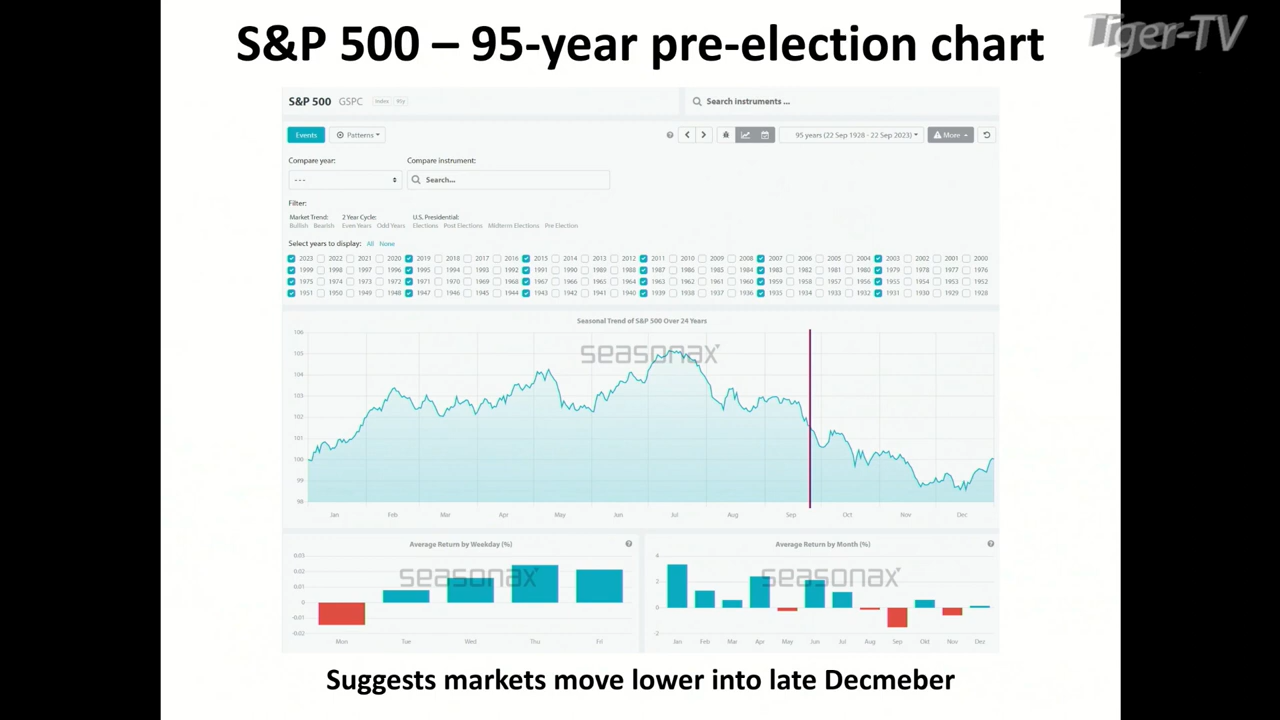 S&P 500 – 95-year pre-election chart
Tiger-TV
S&P 500 GSPC Index 95y
Search instruments ...
Events Patterns
95 years (22 Sep 1928 - 22 Sep 2023) More
Compare year: Compare instrument:
--- Search...
Filter:
Market Trend: 2 Year Cycle: U.S. Presidential:
Bullish Bearish Even Years Odd Years Elections Post Elections Midterm Elections Pre Election
Select years to display: All None
2023 2022 2021 2020 2019 2018 2017 2016 2015 2014 2013 2012 2011 2010 2009 2008 2007 2006 2005 2004 2003 2002 2001 2000
1999 1998 1997 1996 1995 1994 1993 1992 1991 1990 1989 1988 1987 1986 1985 1984 1983 1982 1981 1980 1979 1978 1977 1976
1975 1974 1973 1972 1971 1970 1969 1968 1967 1966 1965 1964 1963 1962 1961 1960 1959 1958 1957 1956 1955 1954 1953 1952
1951 1950 1949 1948 1947 1946 1945 1944 1943 1942 1941 1940 1939 1938 1937 1936 1935 1934 1933 1932 1931 1930 1929 1928
Seasonal Trend of S&P 500 Over 24 Years
seasonax
106
105
104
103
102
101
100
99
98
Jan Feb Mar Apr May Jun Jul Aug Sep Oct Nov Dec
Average Return by Weekday (%)
seasonax
0.03
0.02
0.01
0
-0.01
-0.02
Mon Tue Wed Thu Fri
Average Return by Month (%)
seasonax
4
2
0
-2
Jan Feb Mar Apr May Jun Jul Aug Sep Okt Nov Dez
Suggests markets move lower into late Decmeber